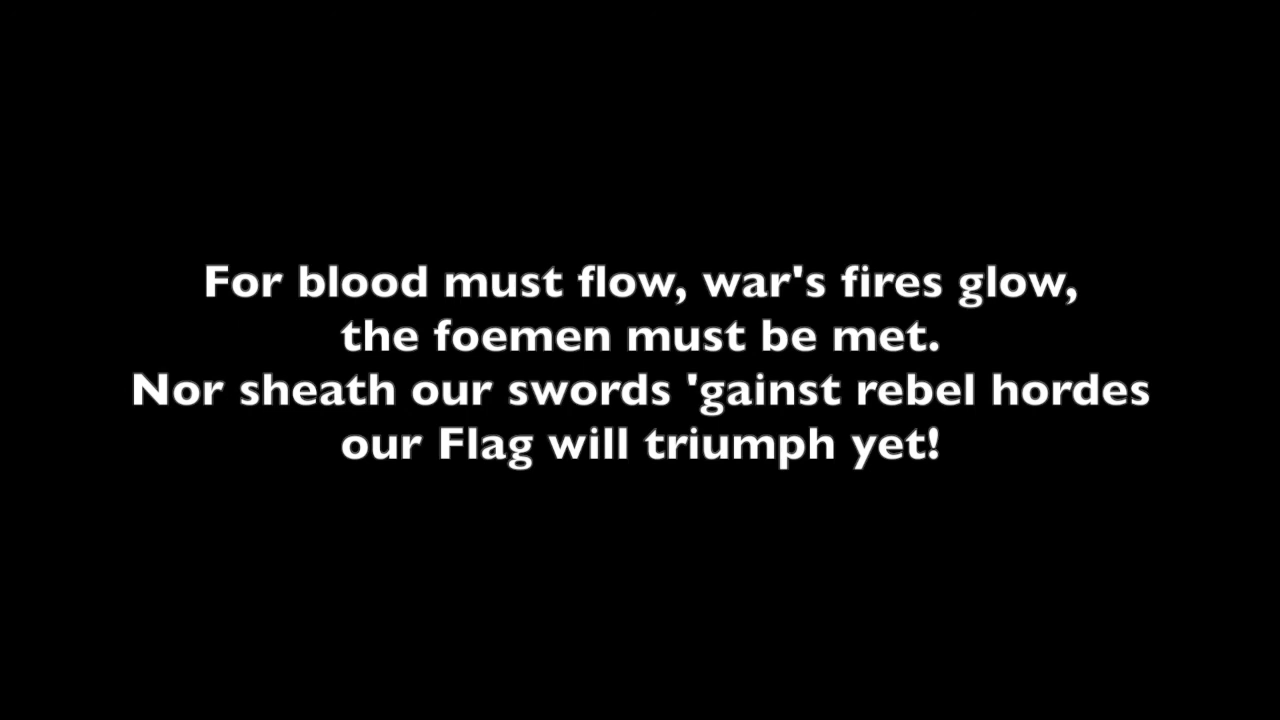 For blood must flow, war's fires glow,
the foemen must be met.
Nor sheath our swords 'gainst rebel hordes
our Flag will triumph yet!